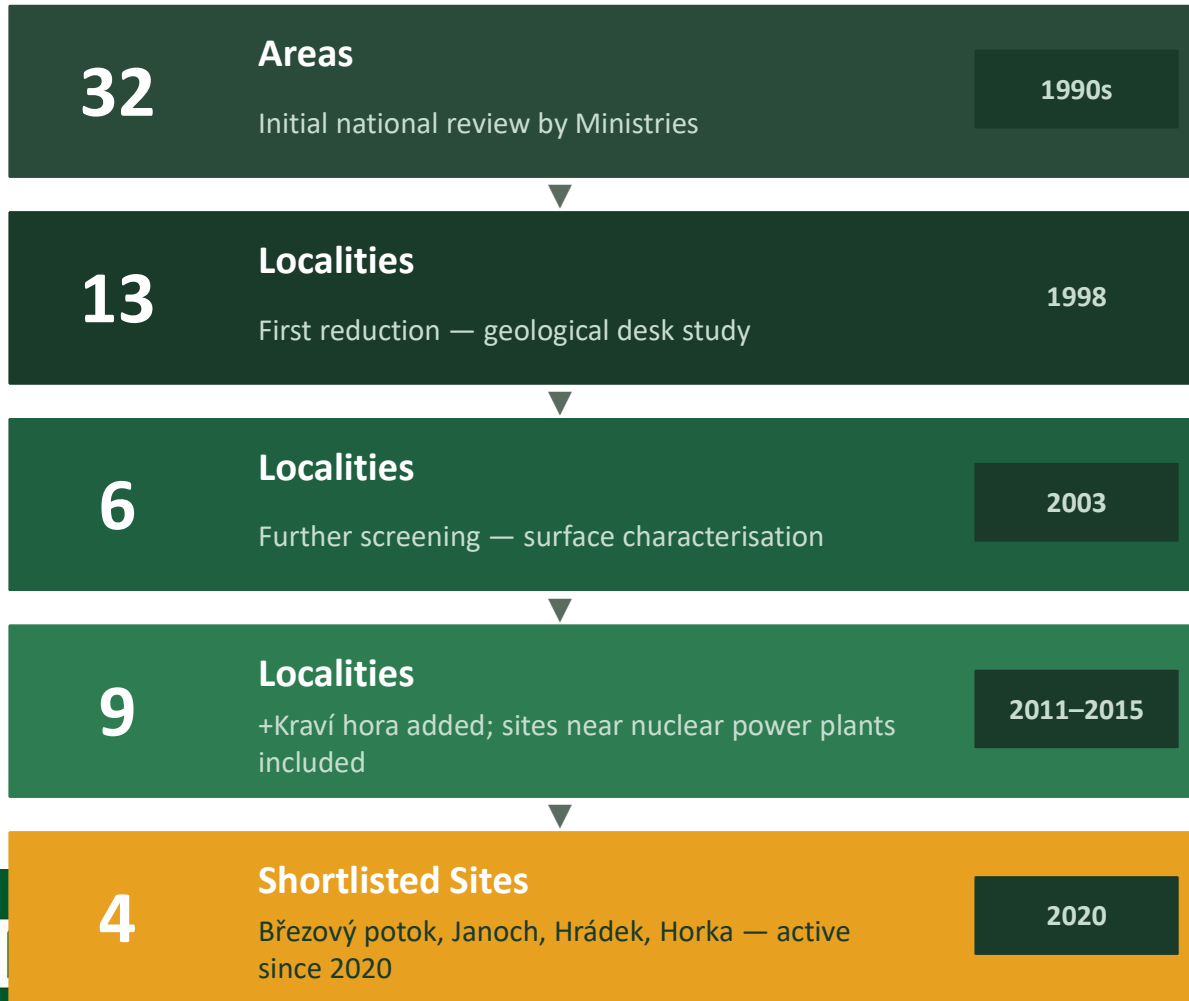 32
Areas
Initial national review by Ministries
1990s
13
Localities
First reduction — geological desk study
1998
6
Localities
Further screening — surface characterisation
2003
9
Localities
+Kraví hora added; sites near nuclear power plants
included
2011–2015
4
Shortlisted Sites
Březový potok, Janoch, Hrádek, Horka — active
since 2020
2020